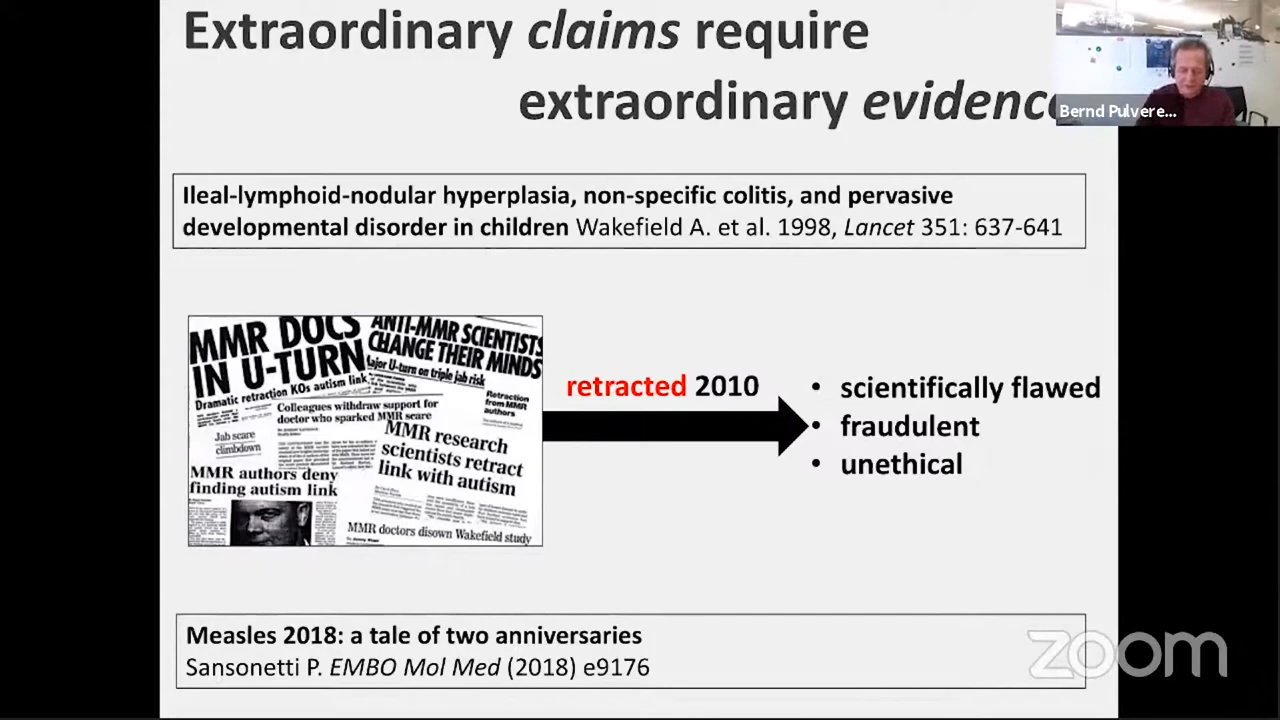 Extraordinary claims require
extraordinary evidenc
Bernd Pulvere...
Ileal-lymphoid-nodular hyperplasia, non-specific colitis, and pervasive
developmental disorder in children Wakefield A. et al. 1998, Lancet 351: 637-641
MMR DOCS
IN U-TURN
Dramatic retraction KOs autism link
ANTI-MMR SCIENTISTS
CHANGE THEIR MINDS
Major U-turn on triple jab risk
Retraction
from MMR
authors
Colleagues withdraw support for
doctor who sparked MMR scare
Jab scare
climbdown
MMR research
scientists retract
link with autism
MMR authors deny
finding autism link
MMR doctors disown Wakefield study
retracted 2010
• scientifically flawed
• fraudulent
• unethical
Measles 2018: a tale of two anniversaries
Sansonetti P. EMBO Mol Med (2018) e9176
zoom